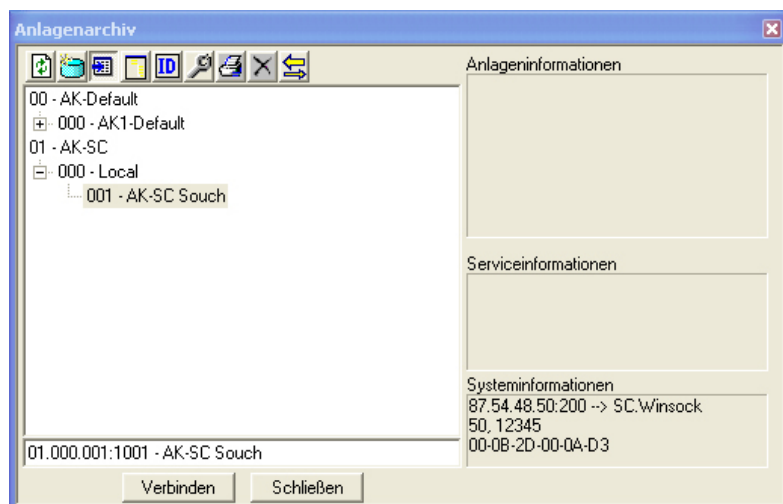 Anlagenarchiv
ID
Anlageninformationen
00 - AK-Default
000 - AK1-Default
01 - AK-SC
000 - Local
001 - AK-SC Souch
Serviceinformationen
Systeminformationen
87.54.48.50:200 --> SC.Winsock
50, 12345
00-0B-2D-00-0A-D3
01.000.001:1001 - AK-SC Souch
Verbinden
Schließen